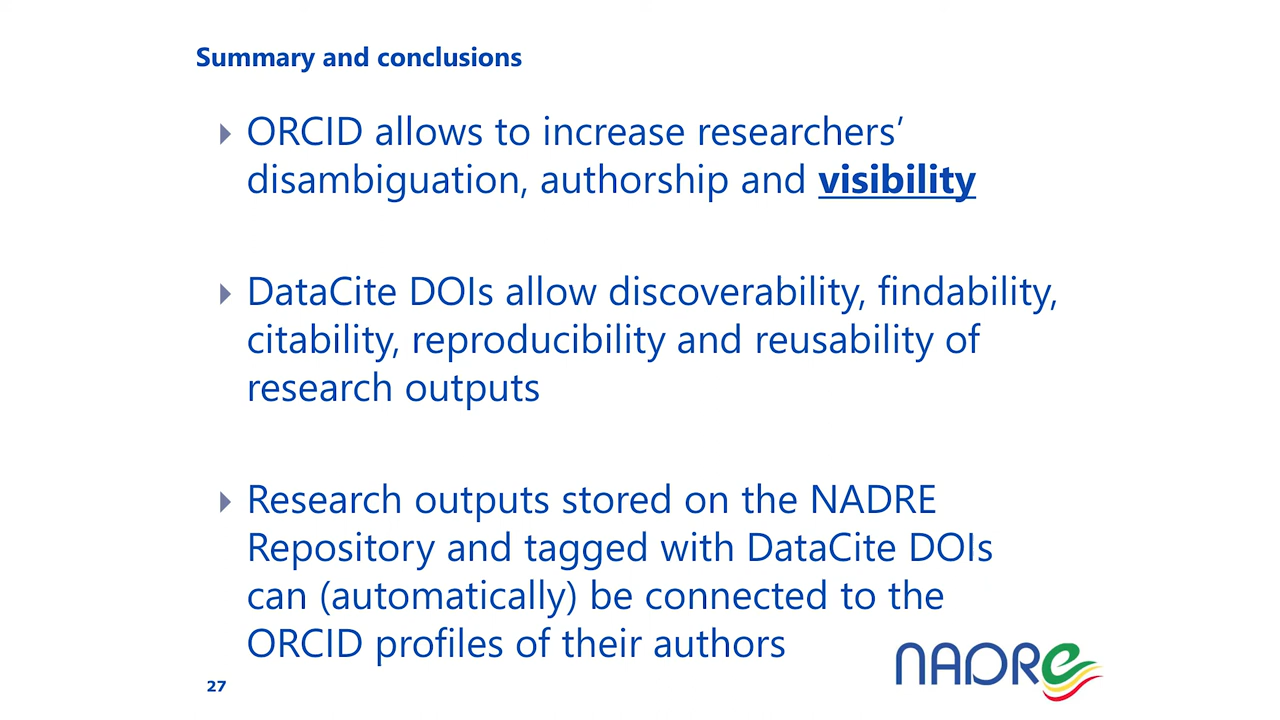 Summary and conclusions
ORCID allows to increase researchers’
disambiguation, authorship and visibility
DataCite DOIs allow discoverability, findability,
citability, reproducibility and reusability of
research outputs
Research outputs stored on the NADRE
Repository and tagged with DataCite DOIs
can (automatically) be connected to the
ORCID profiles of their authors
27
NADRe